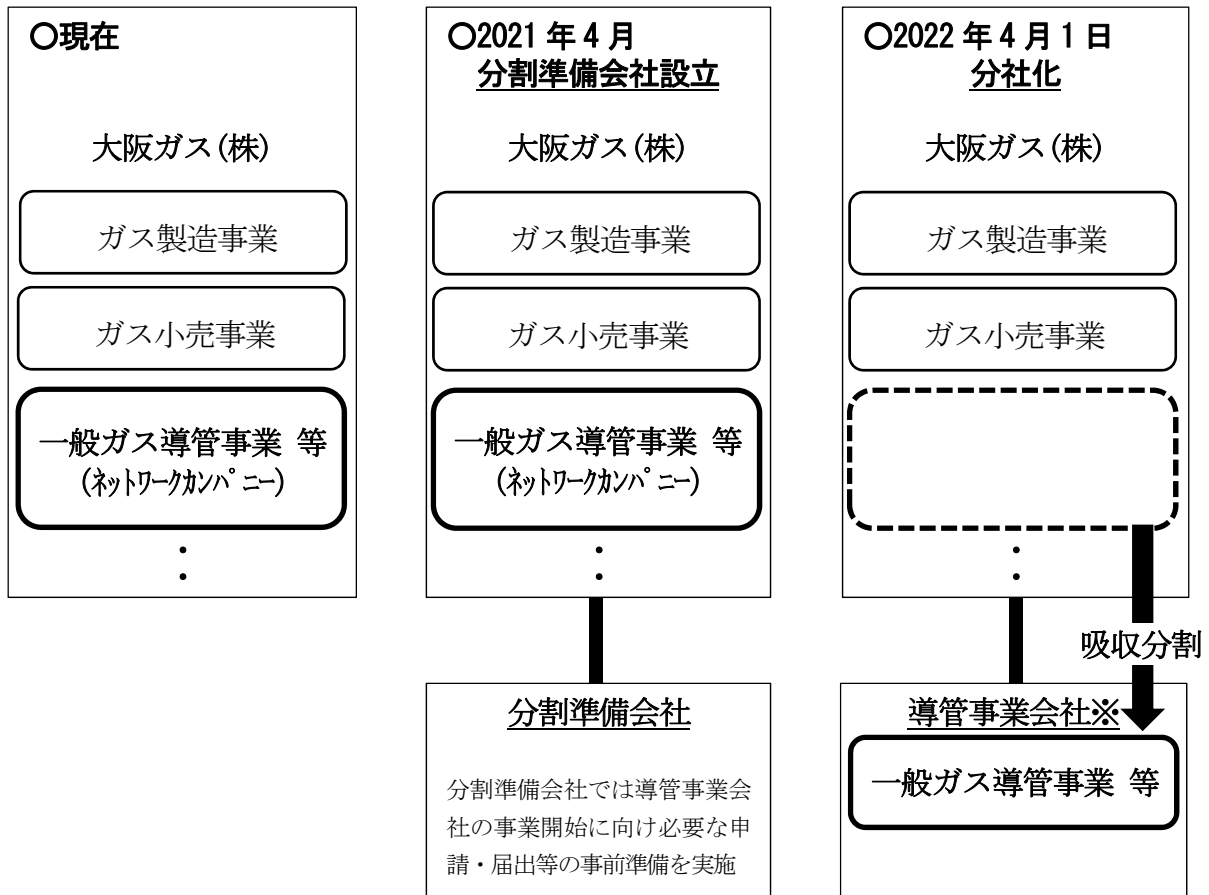 ○現在
大阪ガス(株)
ガス製造事業
ガス小売事業
一般ガス導管事業 等
(ネットワークカンパニー)
：
○2021 年 4 月
分割準備会社設立
大阪ガス(株)
ガス製造事業
ガス小売事業
一般ガス導管事業 等
(ネットワークカンパニー)
：
分割準備会社
分割準備会社では導管事業会
社の事業開始に向け必要な申
請・届出等の事前準備を実施
○2022 年 4 月 1 日
分社化
大阪ガス(株)
ガス製造事業
ガス小売事業
：
吸収分割
導管事業会社※
一般ガス導管事業 等